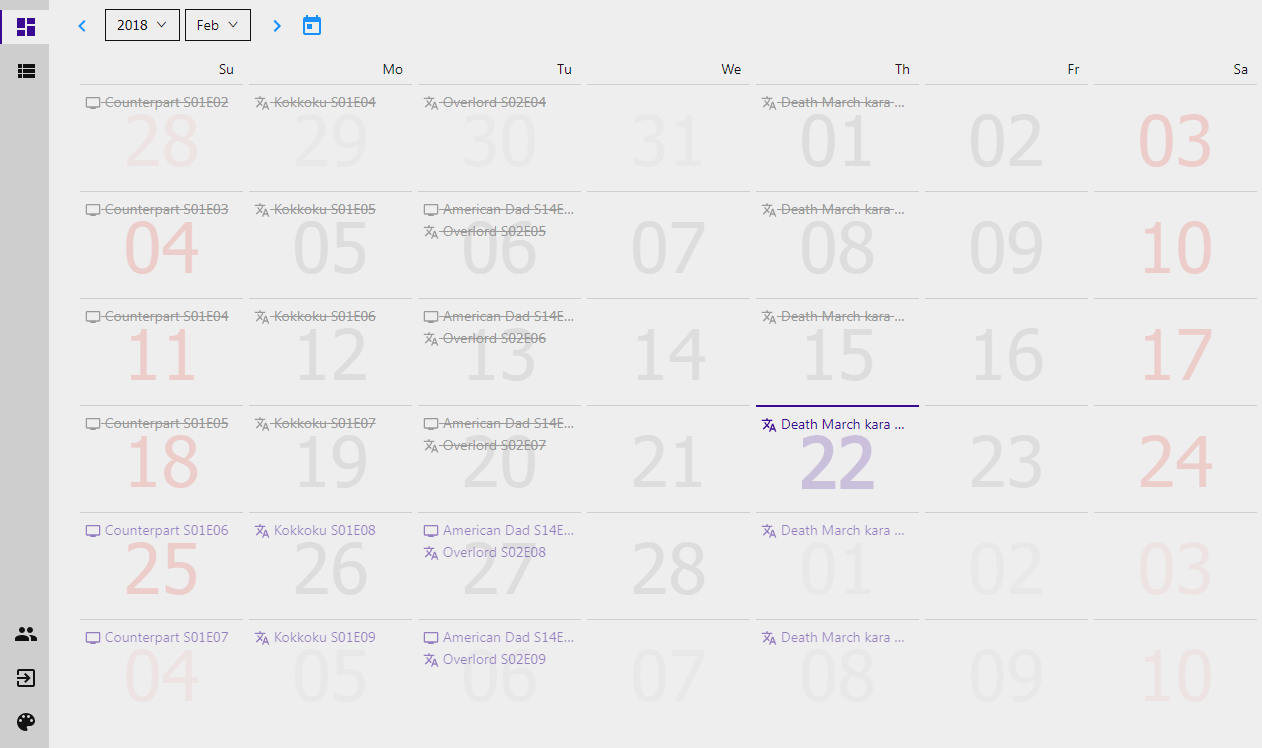 2018 Feb
Su Mo Tu We Th Fr Sa
Counterpart S01E02 Kokkoku S01E04 Overlord S02E04 Death March kara ...
28 29 30 31 01 02 03
Counterpart S01E03 Kokkoku S01E05 American Dad S14E... Death March kara ...
Overlord S02E05
04 05 06 07 08 09 10
Counterpart S01E04 Kokkoku S01E06 American Dad S14E... Death March kara ...
Overlord S02E06
11 12 13 14 15 16 17
Counterpart S01E05 Kokkoku S01E07 American Dad S14E... Death March kara ...
Overlord S02E07
18 19 20 21 22 23 24
Counterpart S01E06 Kokkoku S01E08 American Dad S14E... Death March kara ...
Overlord S02E08
25 26 27 28 01 02 03
Counterpart S01E07 Kokkoku S01E09 American Dad S14E... Death March kara ...
Overlord S02E09
04 05 06 07 08 09 10